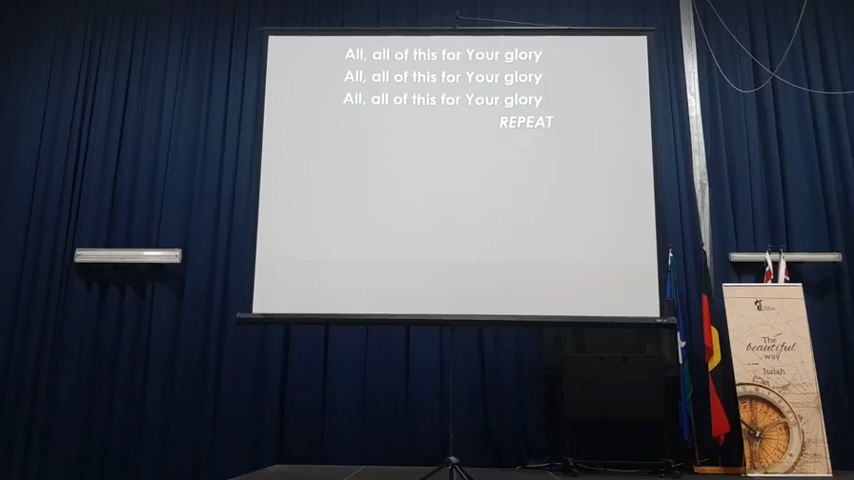 All, all of this for Your glory
All, all of this for Your glory
All, all of this for Your glory
REPEAT
The
beautiful
way
Isaiah